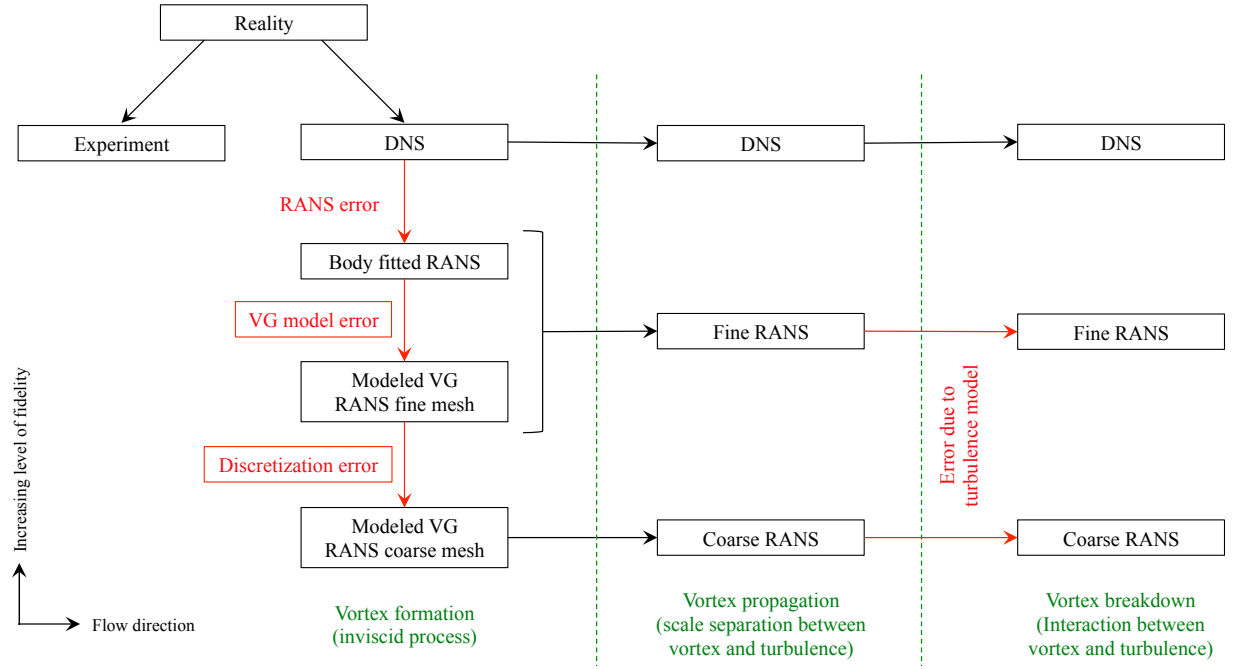 Reality
Experiment
DNS
DNS
DNS
RANS error
Body fitted RANS
VG model error
Fine RANS
Fine RANS
Modeled VG
RANS fine mesh
Error due to
turbulence model
Discretization error
Modeled VG
RANS coarse mesh
Coarse RANS
Coarse RANS
Increasing level of fidelity
Flow direction
Vortex formation
(inviscid process)
Vortex propagation
(scale separation between
vortex and turbulence)
Vortex breakdown
(Interaction between
vortex and turbulence)